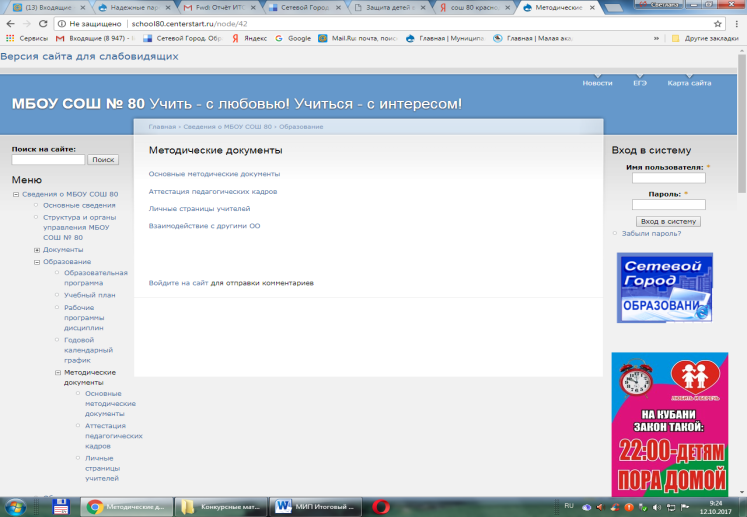 (13) Входящие
Надежные пар
Fwd: Отчёт ИТ
Сетевой Город
Защита детей
сош 80 красно
Методические
Светлана
Не защищено | school80.centerstart.ru/node/42
Сервисы
Входящие (8 947) -
Сетевой Город. Обр
Яндекс
Google
Mail.Ru: почта, поис
Главная | Муниципа
Главная | Малая ака
»
Другие закладки
Версия сайта для слабовидящих
Новости
ЕГЭ
Карта сайта
МБОУ СОШ № 80 Учить - с любовью! Учиться - с интересом!
Главная » Сведения о МБОУ СОШ 80 » Образование
Поиск на сайте:
Поиск
Меню
Сведения о МБОУ СОШ 80
Основные сведения
Структура и органы
управления МБОУ
СОШ № 80
Документы
Образование
Образовательная
программа
Учебный план
Рабочие
программы
дисциплин
Годовой
календарный
график
Методические
документы
Основные
методические
документы
Аттестация
педагогических
кадров
Личные
страницы
учителей
Методические документы
Основные методические документы
Аттестация педагогических кадров
Личные страницы учителей
Взаимодействие с другими ОО
Войдите на сайт для отправки комментариев
Вход в систему
Имя пользователя: *
Пароль: *
Вход в систему
Забыли пароль?
Сетевой
Город
ОБРАЗОВАНИЕ
НА КУБАНИ
ЗАКОН ТАКОЙ:
22:00-ДЕТЯМ
ПОРА ДОМОЙ
Методические д...
Конкурсные мат...
МИП Итоговый ...
RU
9:24
12.10.2017